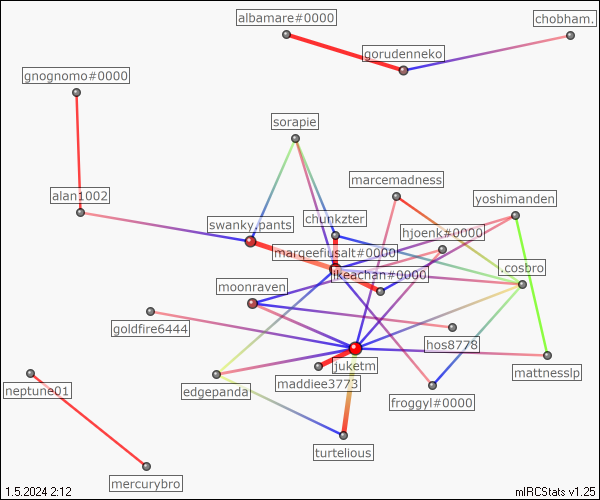 albamare#0000
chobham.
gorudenneko
gnognomo#0000
sorapie
marcemadness
alan1002
yoshimanden
swanky.pants
chunkzter
hjoenk#0000
marqeefiusalt#0000
.cosbro
ikeachan#0000
moonraven
goldfire6444
hos8778
juketm
mattnesslp
maddiee3773
neptune01
edgepanda
froggyl#0000
turtelious
mercurybro
1.5.2024 2:12
mIRCStats v1.25